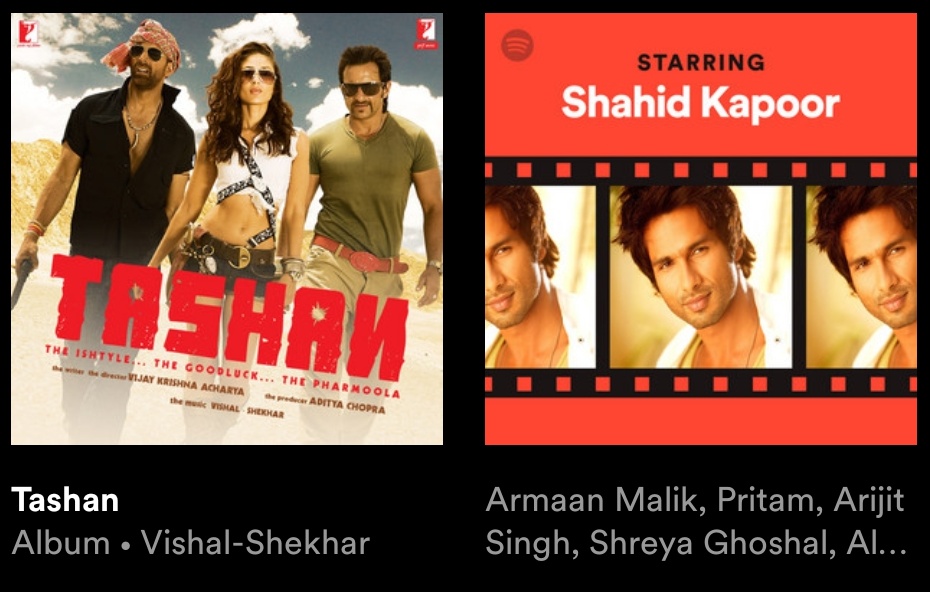 TASHAN
THE ISHTYLE... THE GOODLUCK... THE PHARMOOLA
the writer the director VIJAY KRISHNA ACHARYA
the producer ADITYA CHOPRA
the music VISHAL - SHEKHAR
Tashan
Album • Vishal-Shekhar
STARRING
Shahid Kapoor
Armaan Malik, Pritam, Arijit
Singh, Shreya Ghoshal, Al...